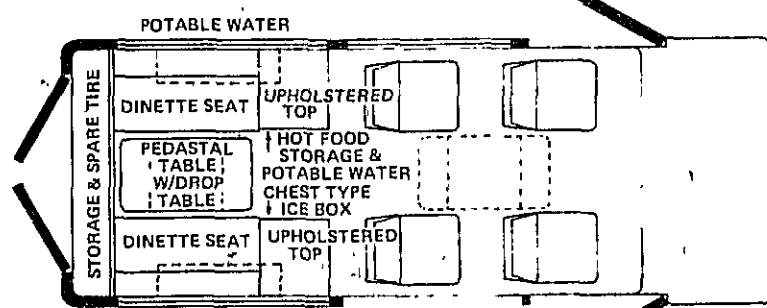 POTABLE WATER
STORAGE & SPARE TIRE
DINETTE SEAT
UPHOLSTERED
TOP
PEDASTAL
TABLE
W/DROP
TABLE
HOT FOOD
STORAGE &
POTABLE WATER
CHEST TYPE
ICE BOX
DINETTE SEAT
UPHOLSTERED
TOP